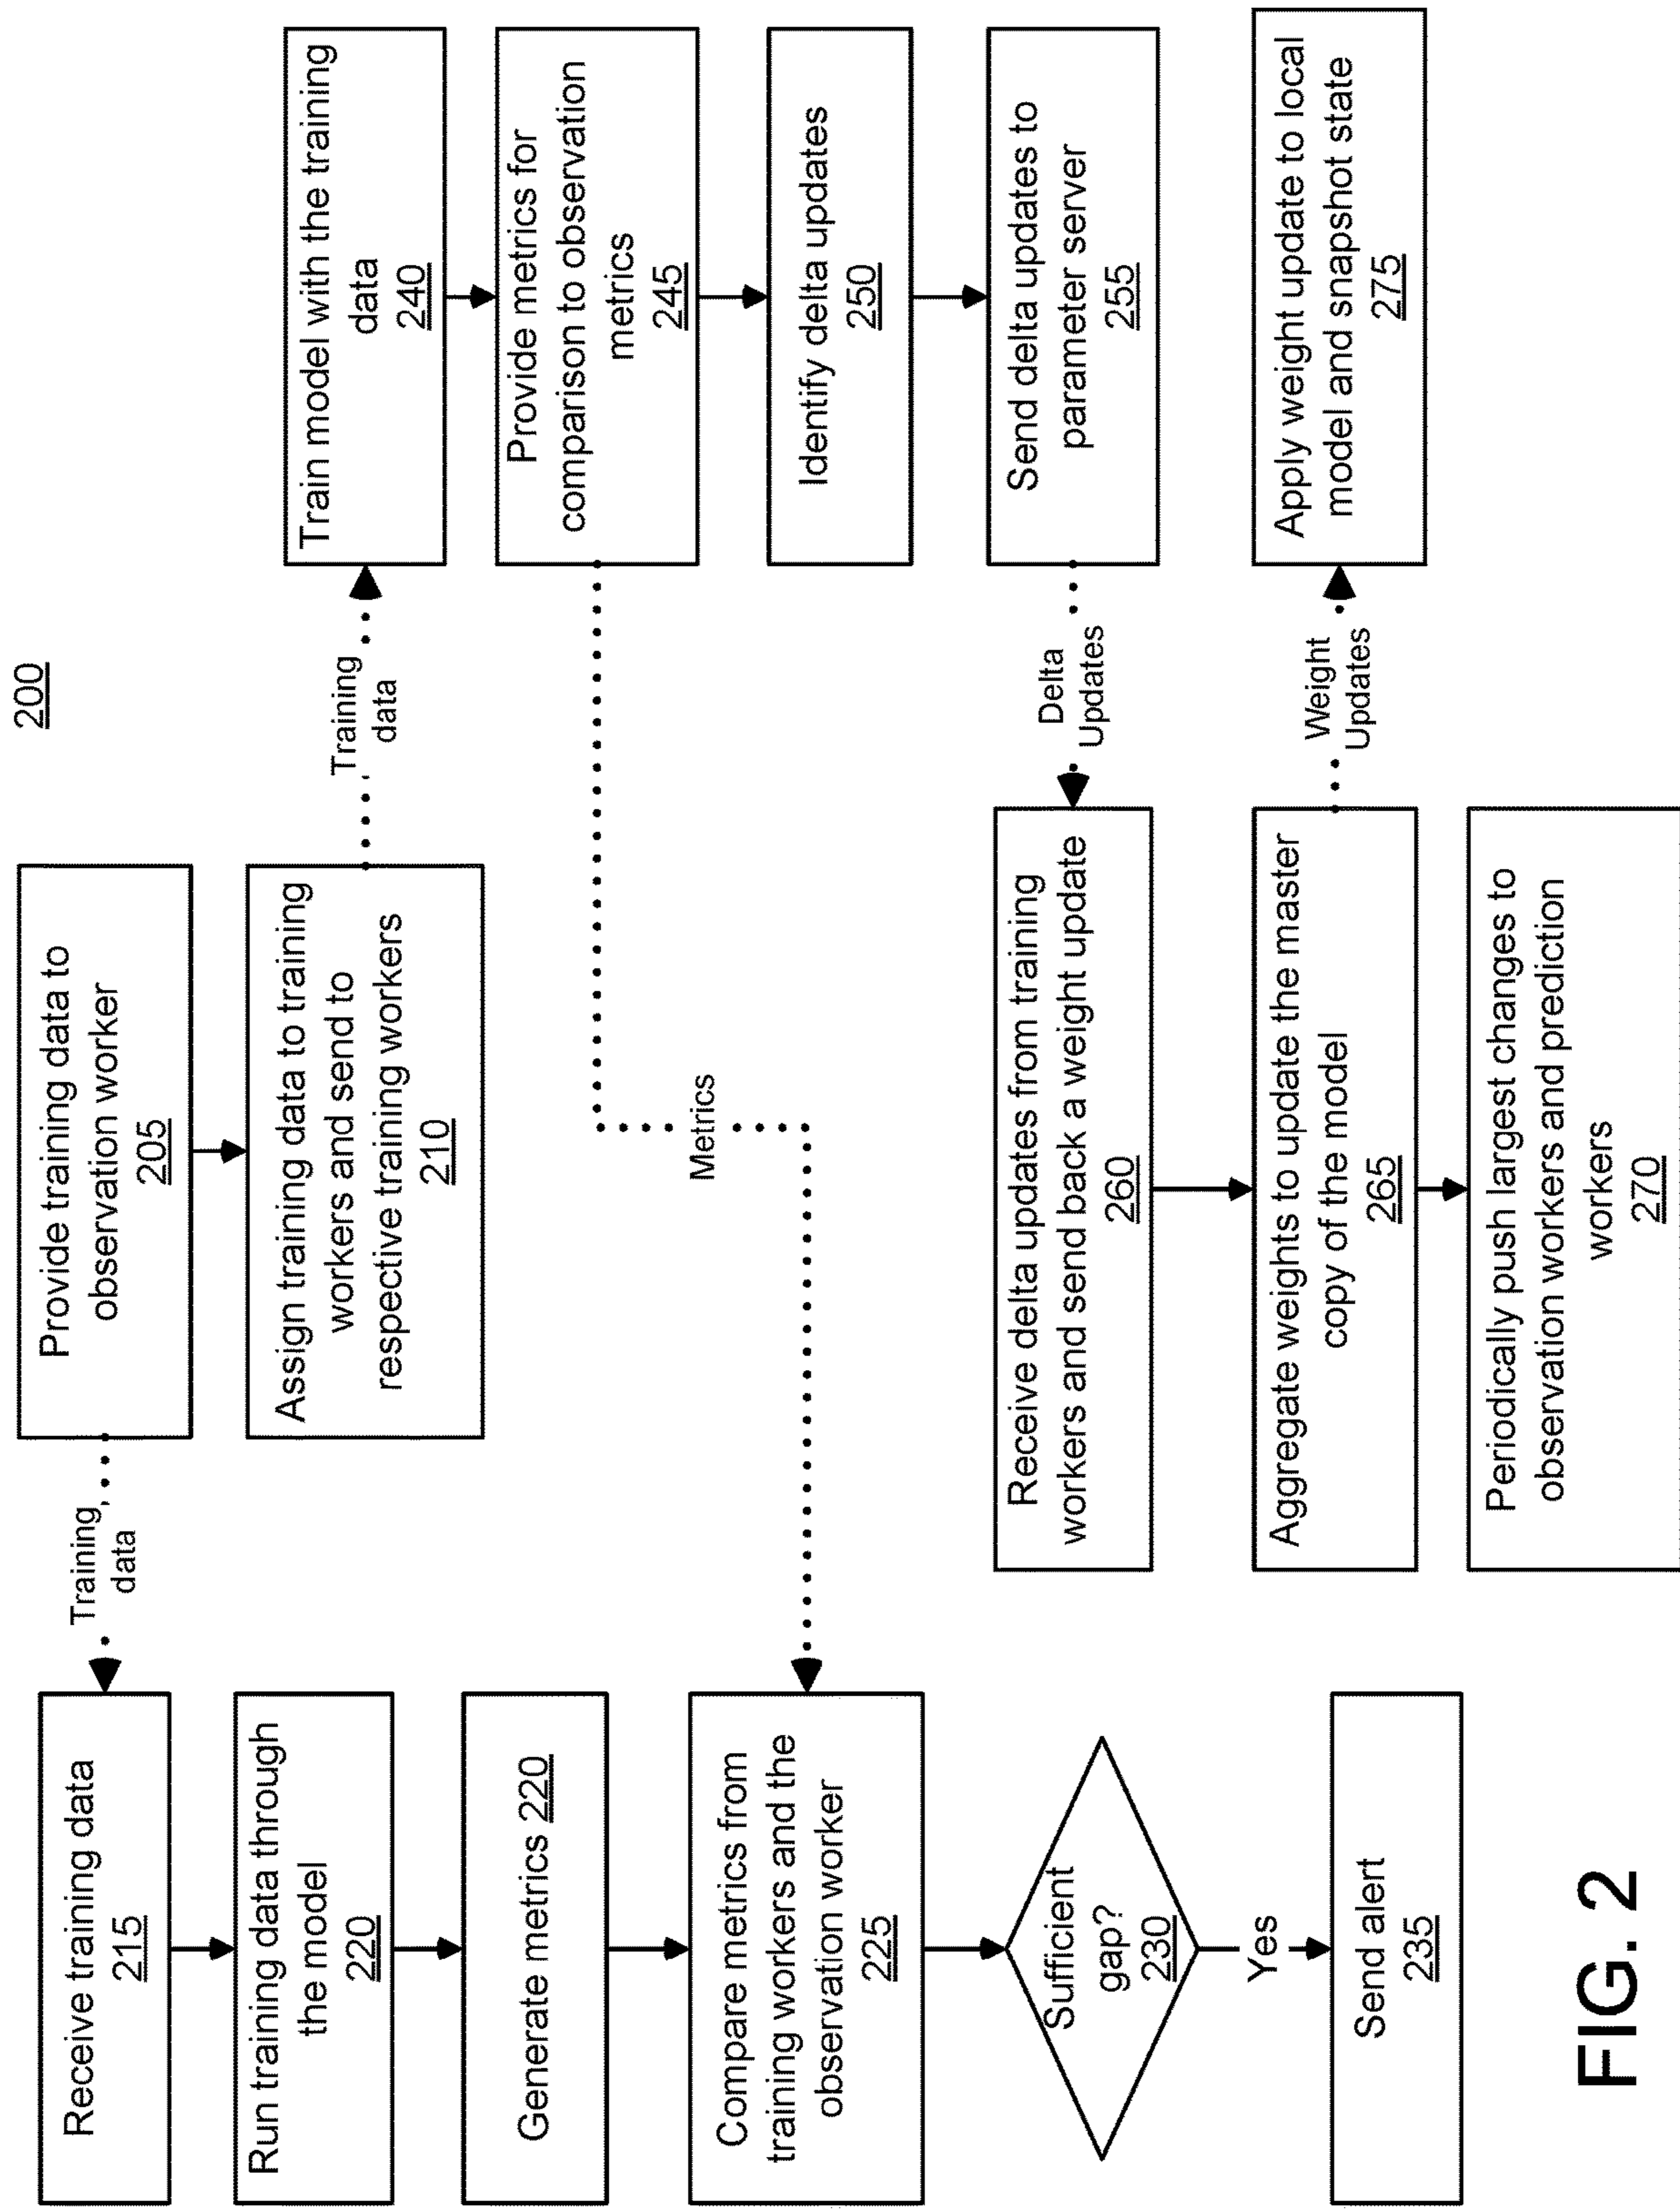 200
Provide training data to
observation worker
205
Assign training data to training
workers and send to
respective training workers
210
Training
data
Training
data
Receive training data
215
Run training data through
the model
220
Generate metrics 220
Compare metrics from
training workers and the
observation worker
225
Sufficient
gap?
230
Yes
Send alert
235
Metrics
Train model with the training
data
240
Provide metrics for
comparison to observation
metrics
245
Identify delta updates
250
Send delta updates to
parameter server
255
Delta
Updates
Receive delta updates from training
workers and send back a weight update
260
Aggregate weights to update the master
copy of the model
265
Periodically push largest changes to
observation workers and prediction
workers
270
Weight
Updates
Apply weight update to local
model and snapshot state
275
FIG. 2